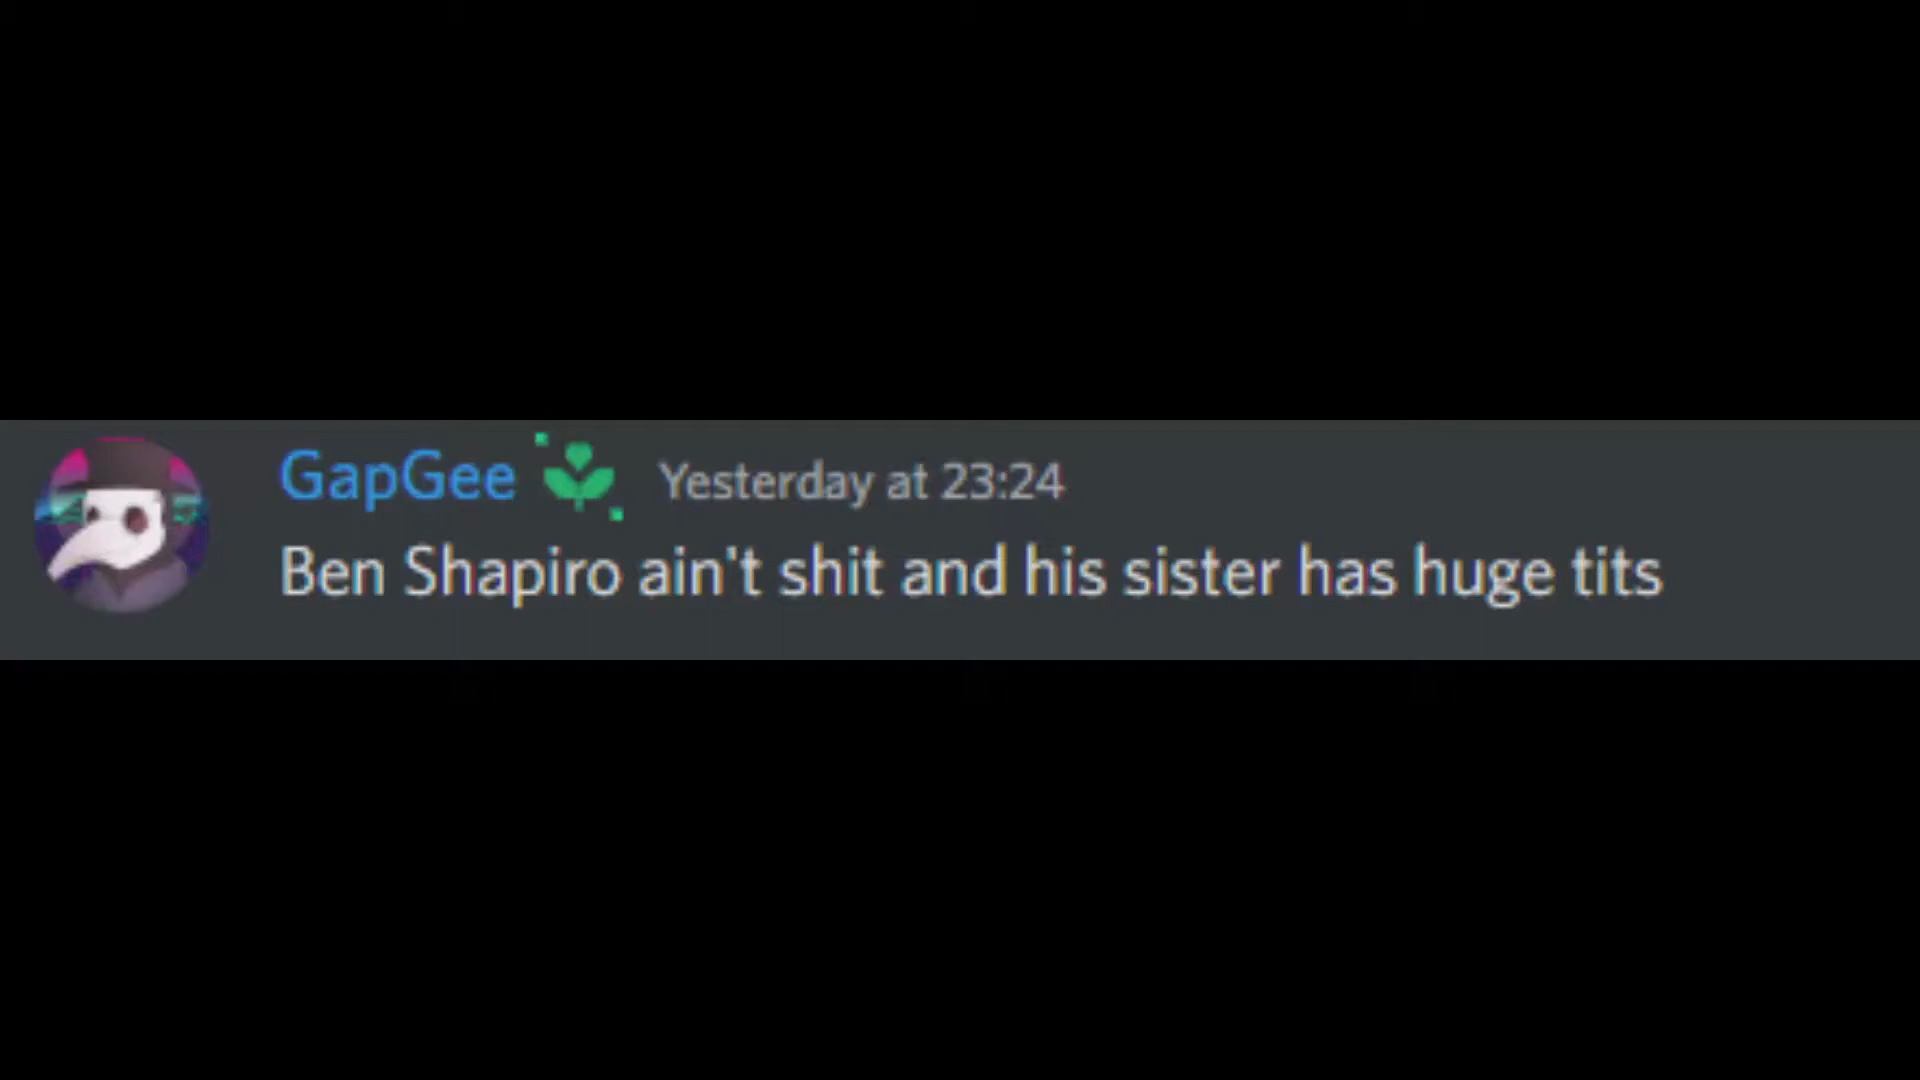 GapGee Yesterday at 23:24
Ben Shapiro ain't shit and his sister has huge tits